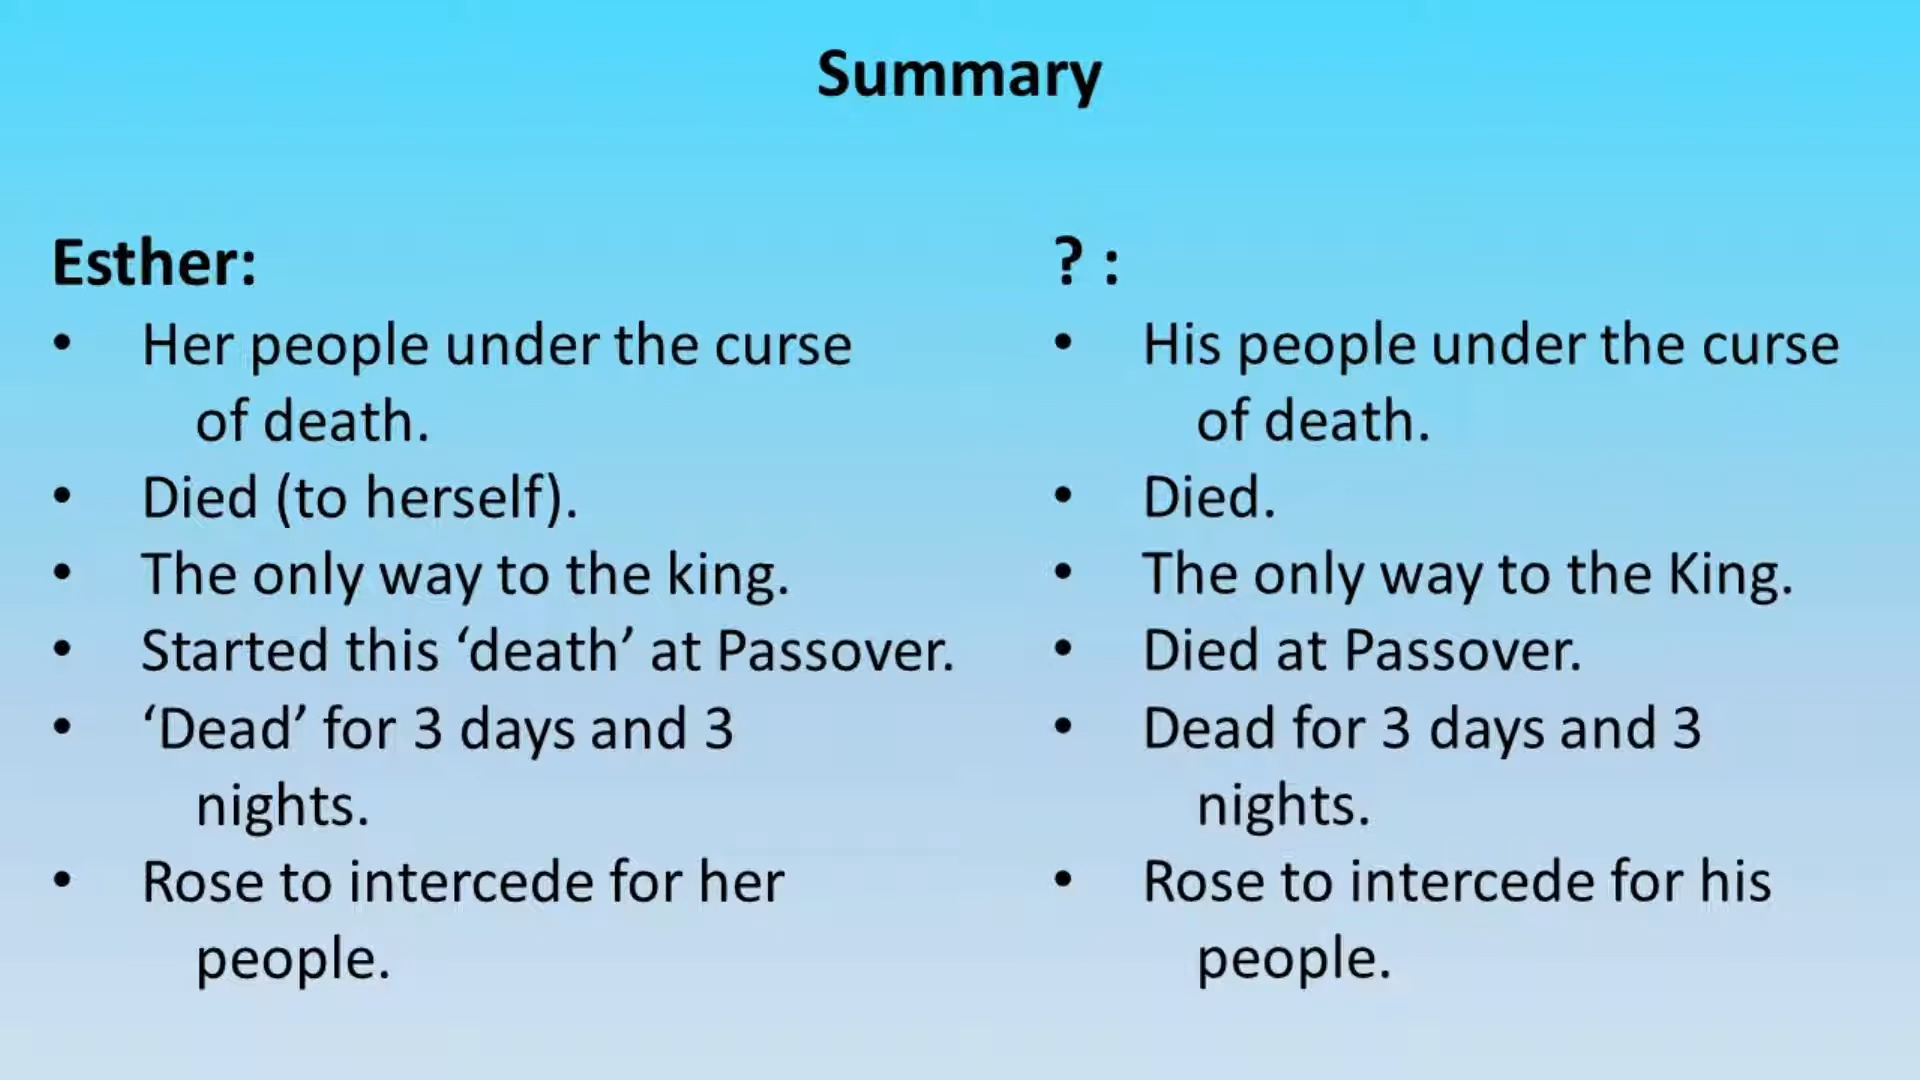 Summary
Esther:
• Her people under the curse
of death.
• Died (to herself).
• The only way to the king.
• Started this ‘death’ at Passover.
• ‘Dead’ for 3 days and 3
nights.
• Rose to intercede for her
people.
? :
• His people under the curse
of death.
• Died.
• The only way to the King.
• Died at Passover.
• Dead for 3 days and 3
nights.
• Rose to intercede for his
people.